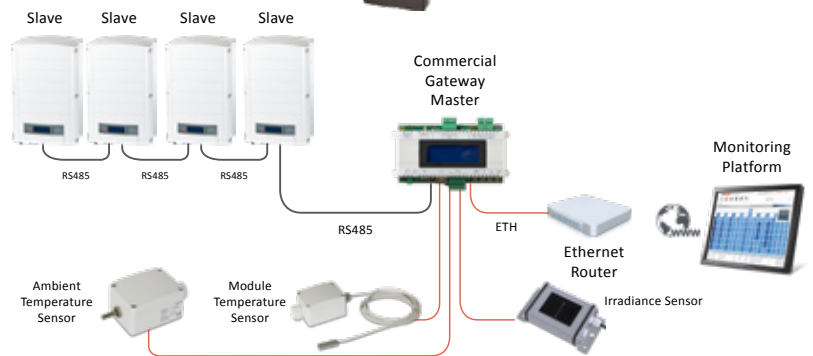 Slave Slave Slave Slave
Commercial
Gateway
Master
Monitoring
Platform
RS485 RS485 RS485
RS485
ETH
WWW
Ethernet
Router
Ambient
Temperature
Sensor
Module
Temperature
Sensor
Irradiance Sensor